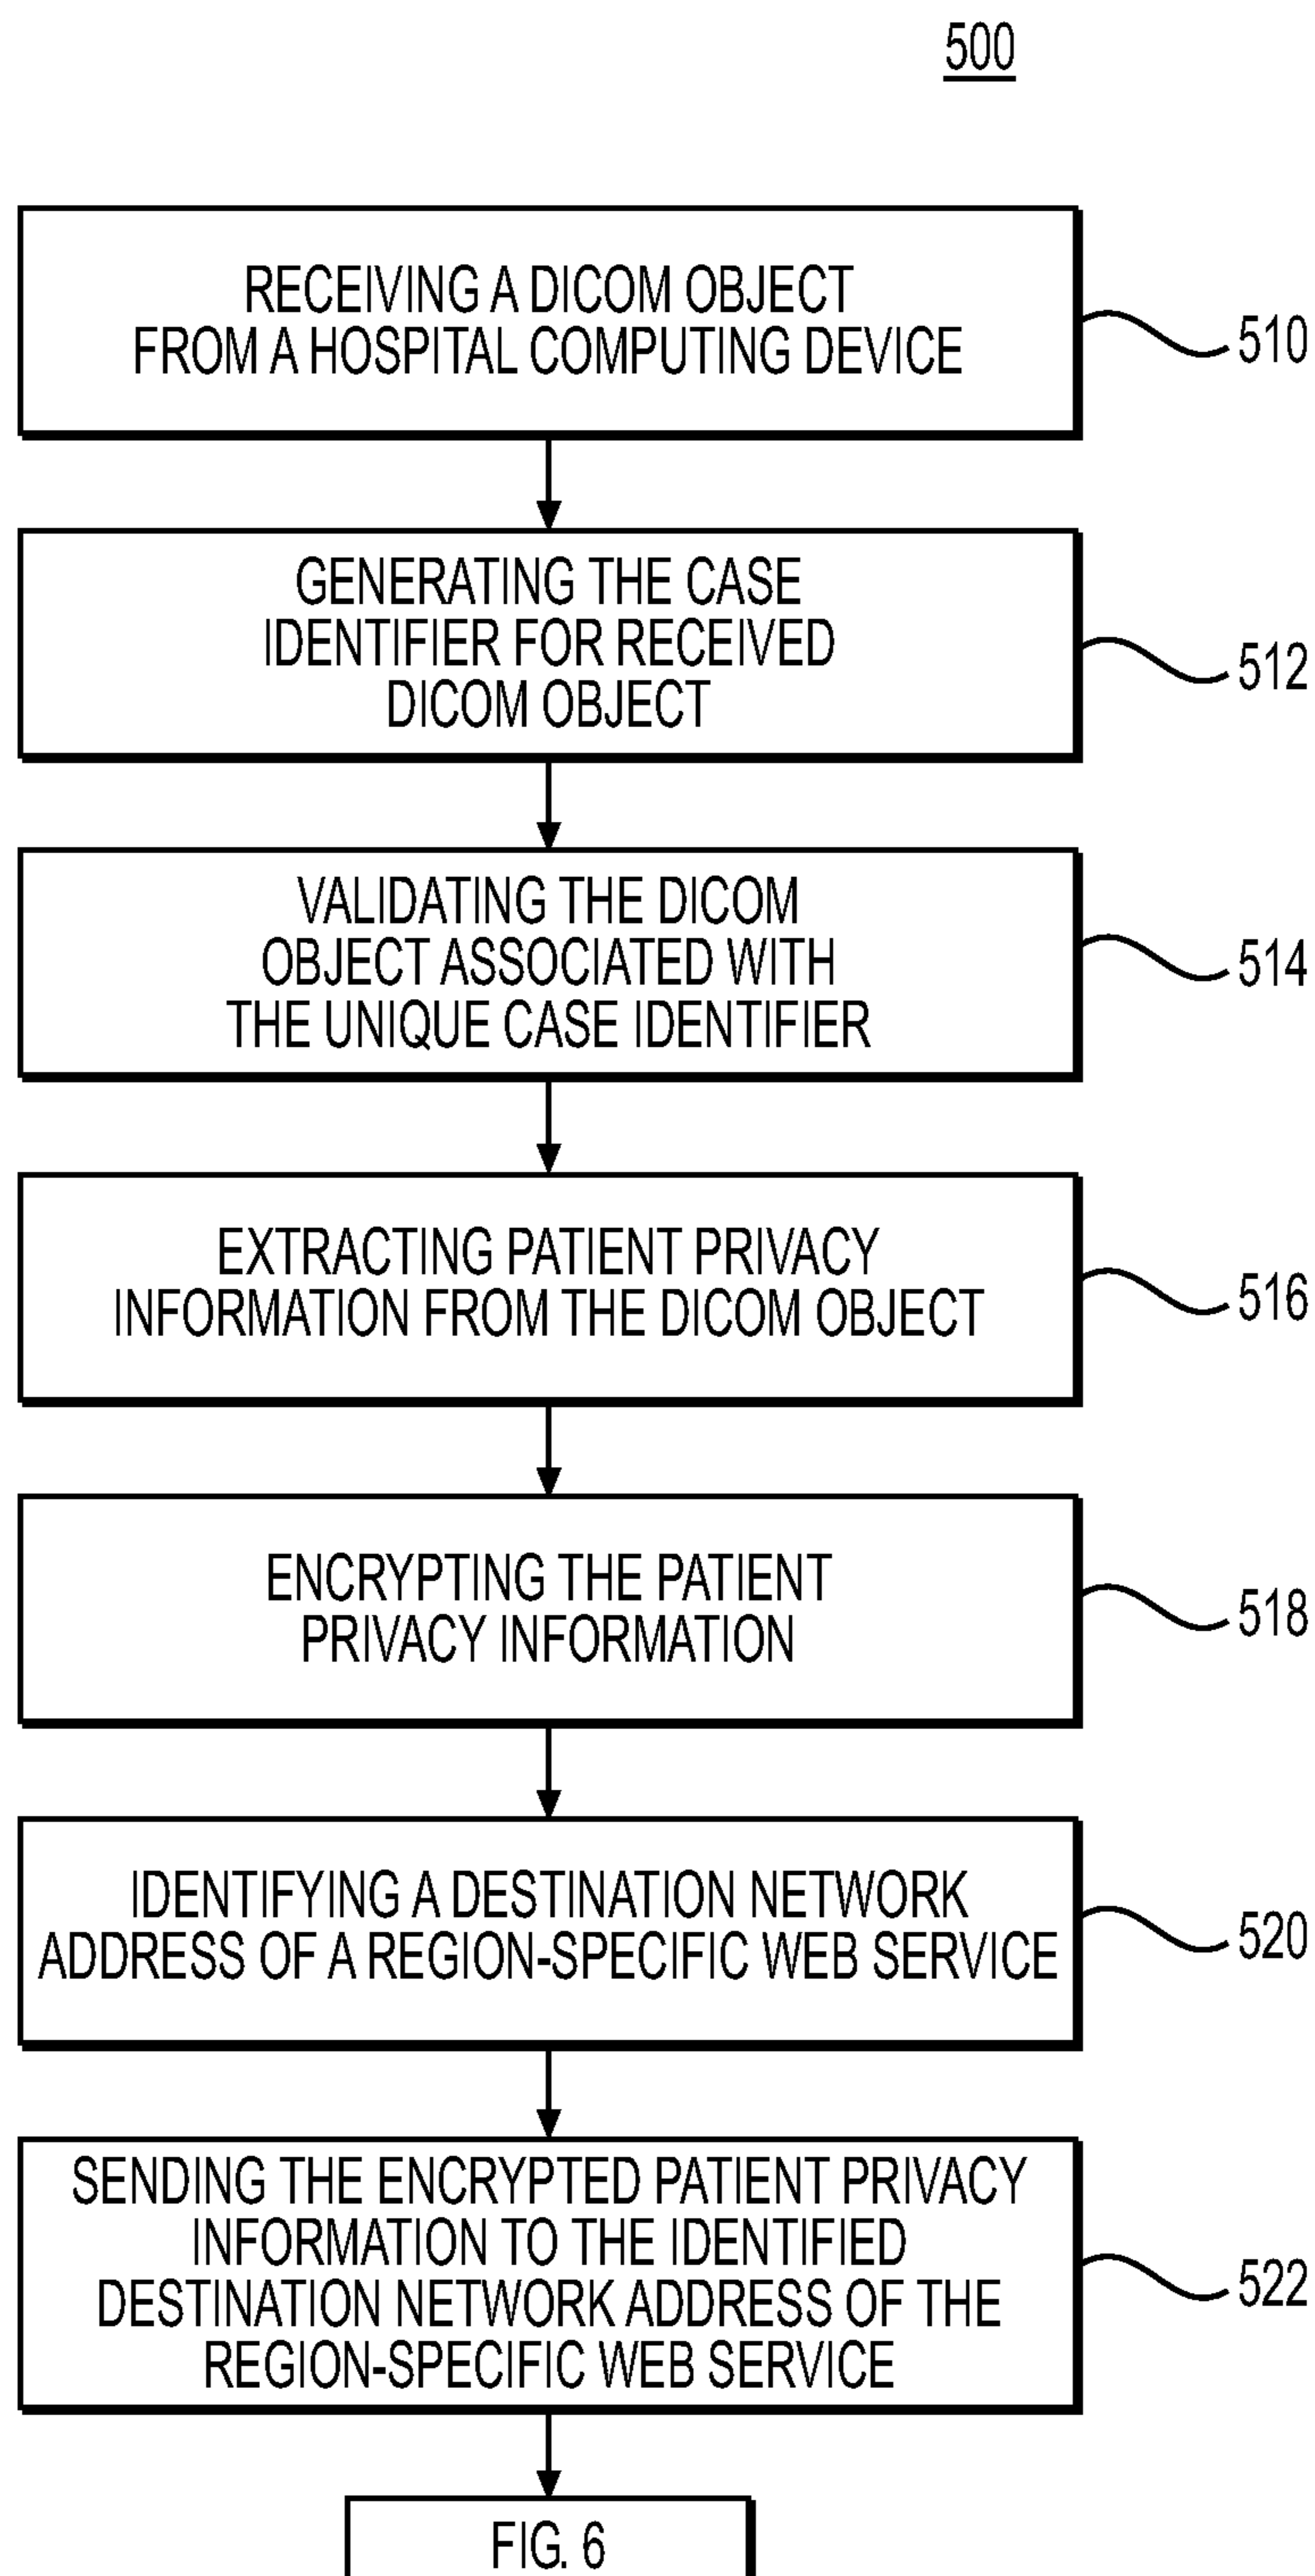 500
RECEIVING A DICOM OBJECT
FROM A HOSPITAL COMPUTING DEVICE
510
GENERATING THE CASE
IDENTIFIER FOR RECEIVED
DICOM OBJECT
512
VALIDATING THE DICOM
OBJECT ASSOCIATED WITH
THE UNIQUE CASE IDENTIFIER
514
EXTRACTING PATIENT PRIVACY
INFORMATION FROM THE DICOM OBJECT
516
ENCRYPTING THE PATIENT
PRIVACY INFORMATION
518
IDENTIFYING A DESTINATION NETWORK
ADDRESS OF A REGION-SPECIFIC WEB SERVICE
520
SENDING THE ENCRYPTED PATIENT PRIVACY
INFORMATION TO THE IDENTIFIED
DESTINATION NETWORK ADDRESS OF THE
REGION-SPECIFIC WEB SERVICE
522
FIG. 6